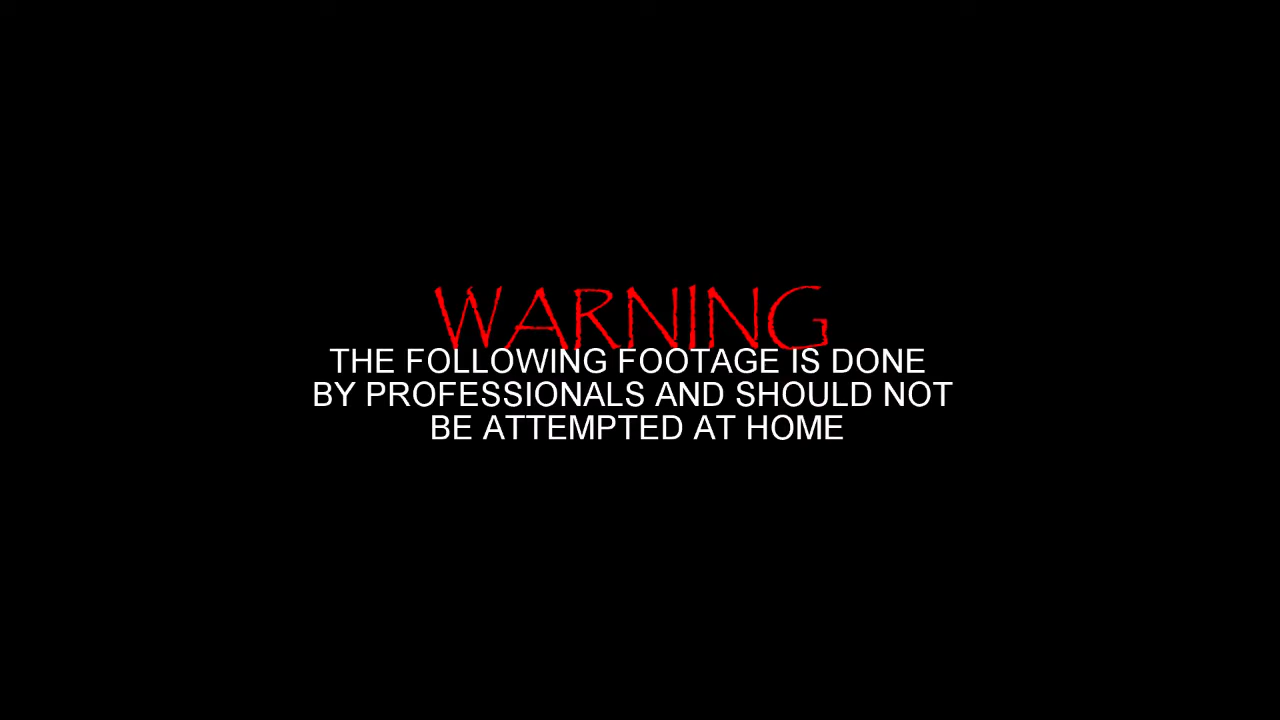 WARNING
THE FOLLOWING FOOTAGE IS DONE
BY PROFESSIONALS AND SHOULD NOT
BE ATTEMPTED AT HOME